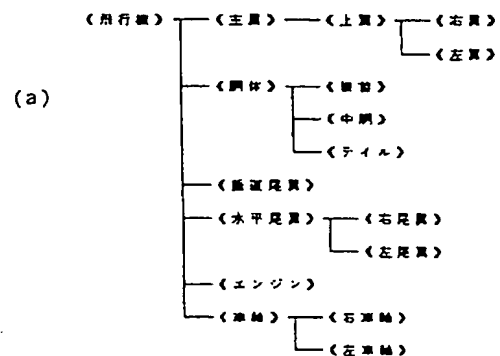 《飛行機》 《主翼》 《上翼》 《右翼》
《左翼》
(a) 《胴体》 《機首》
《中胴》
《テイル》
《垂直尾翼》
《水平尾翼》 《右尾翼》
《左尾翼》
《エンジン》
《車輪》 《右車輪》
《左車輪》